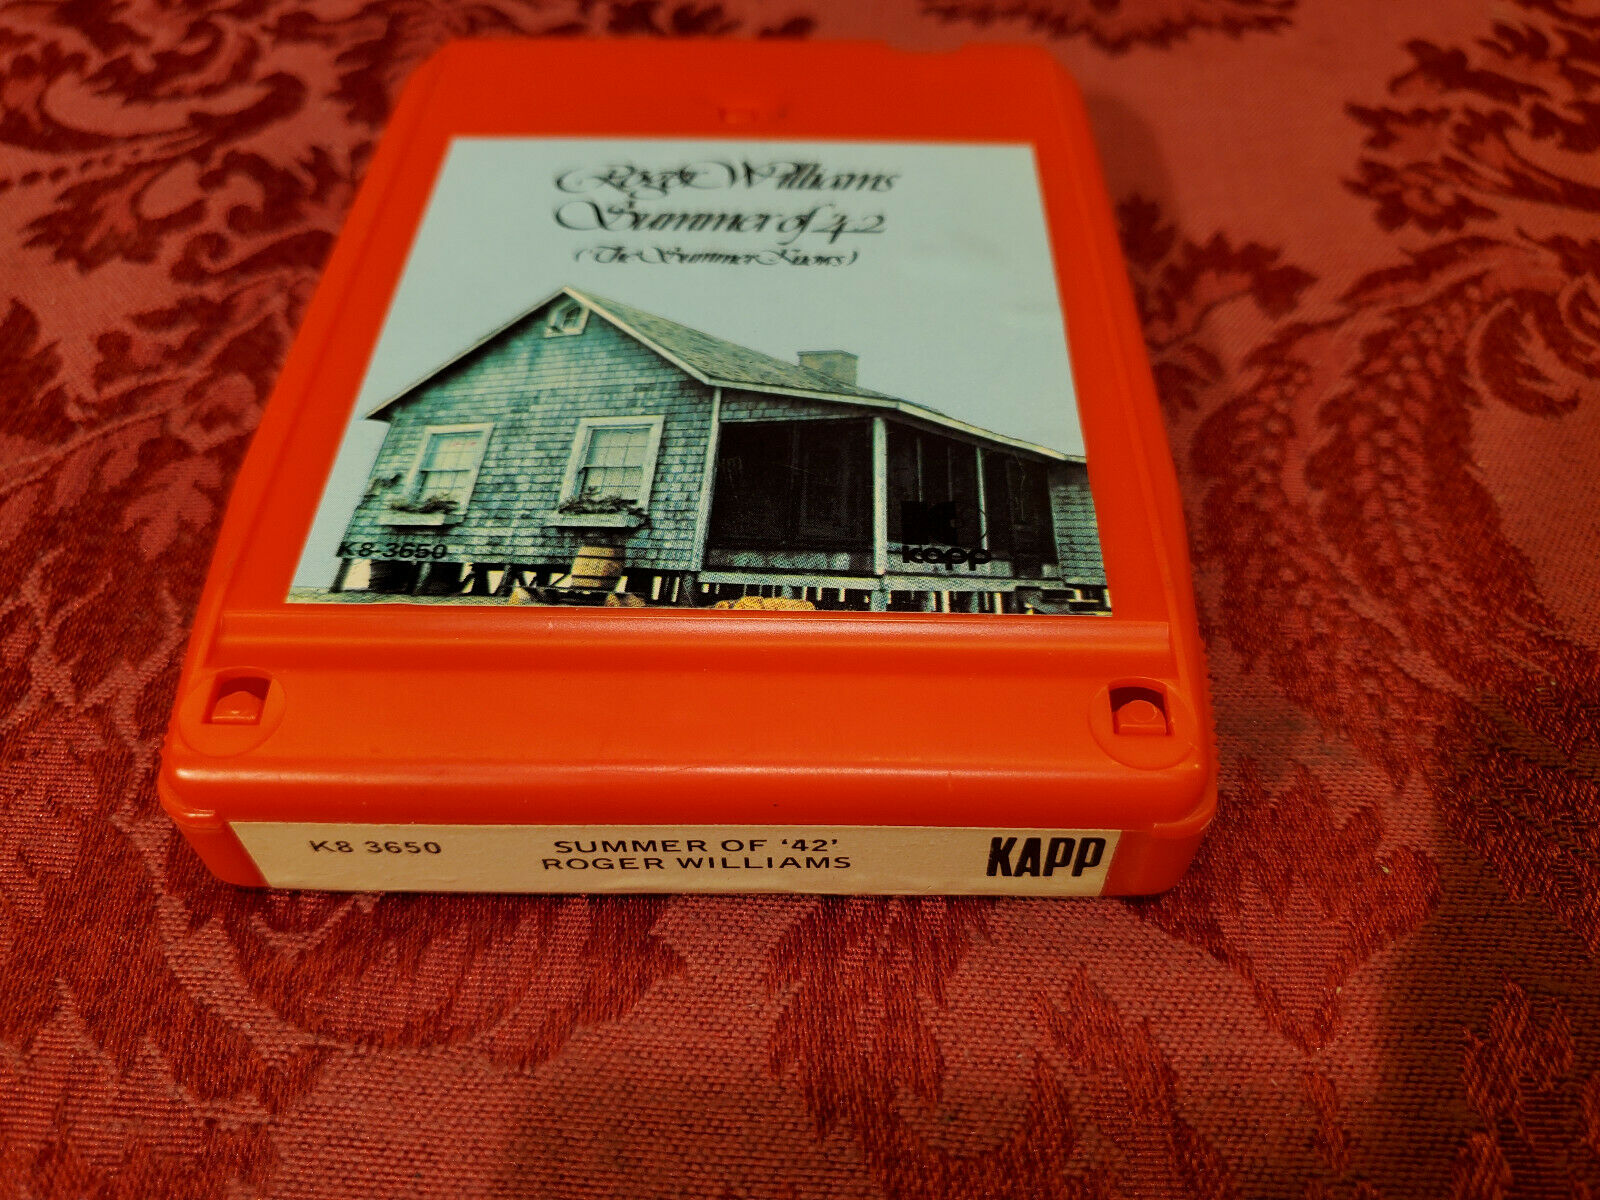 Roger Williams
Summer of 42
(The Summer Knows)
K8-3650
kapp
K8 3650
SUMMER OF '42'
ROGER WILLIAMS
KAPP